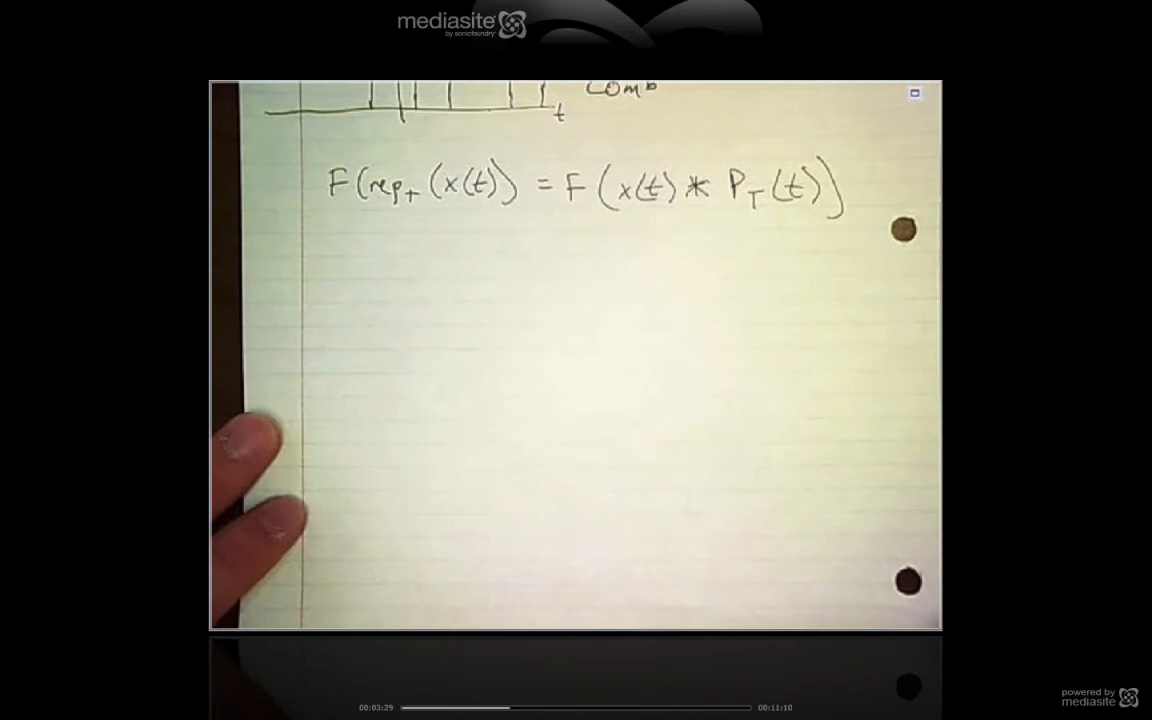 mediasite
by sonicfoundry
comb
t
F(rep_T(x(t)) = F(x(t) * P_T(t))
00:03:29
00:11:10
powered by
mediasite